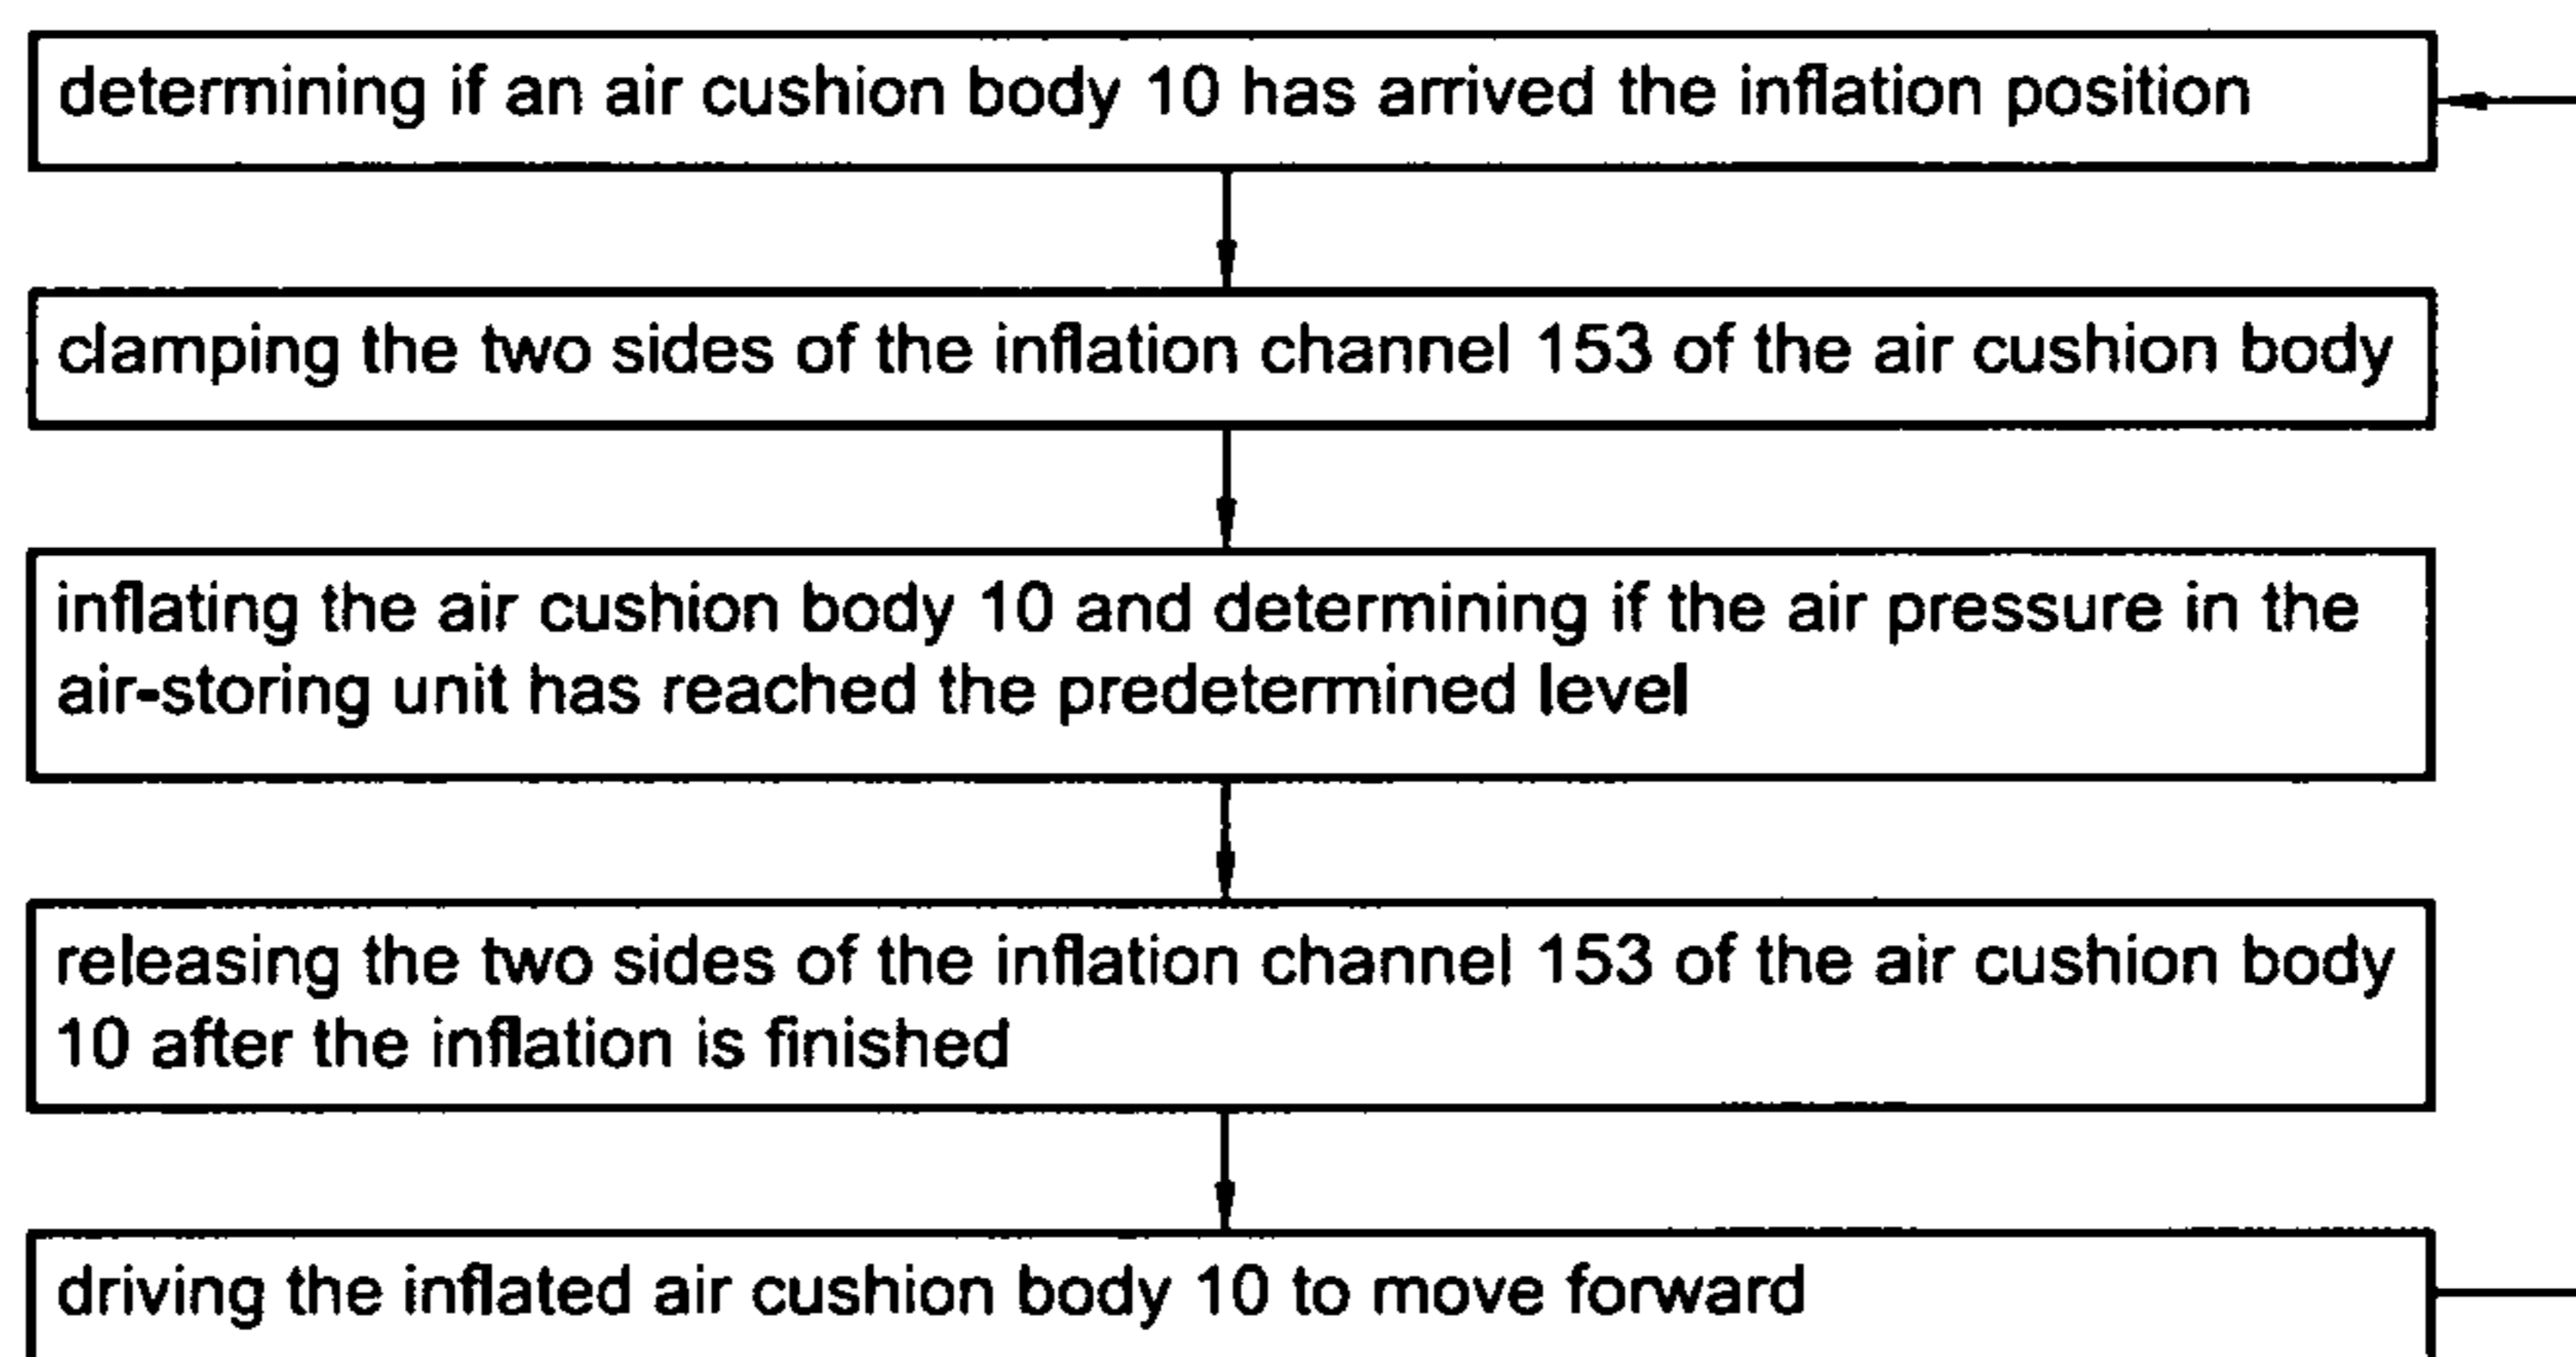 determining if an air cushion body 10 has arrived the inflation position
clamping the two sides of the inflation channel 153 of the air cushion body
inflating the air cushion body 10 and determining if the air pressure in the
air-storing unit has reached the predetermined level
releasing the two sides of the inflation channel 153 of the air cushion body
10 after the inflation is finished
driving the inflated air cushion body 10 to move forward